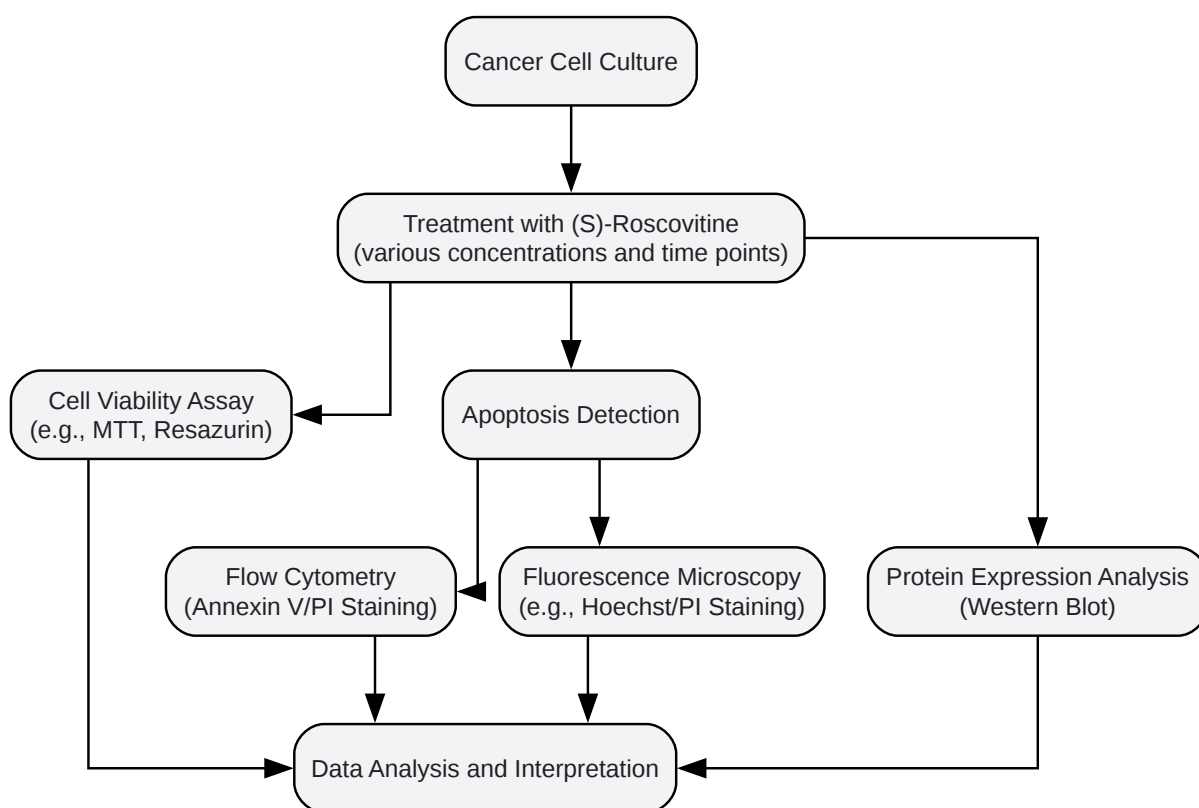 Cancer Cell Culture
Treatment with (S)-Roscovitine
(various concentrations and time points)
Cell Viability Assay
(e.g., MTT, Resazurin)
Apoptosis Detection
Flow Cytometry
(Annexin V/PI Staining)
Fluorescence Microscopy
(e.g., Hoechst/PI Staining)
Protein Expression Analysis
(Western Blot)
Data Analysis and Interpretation